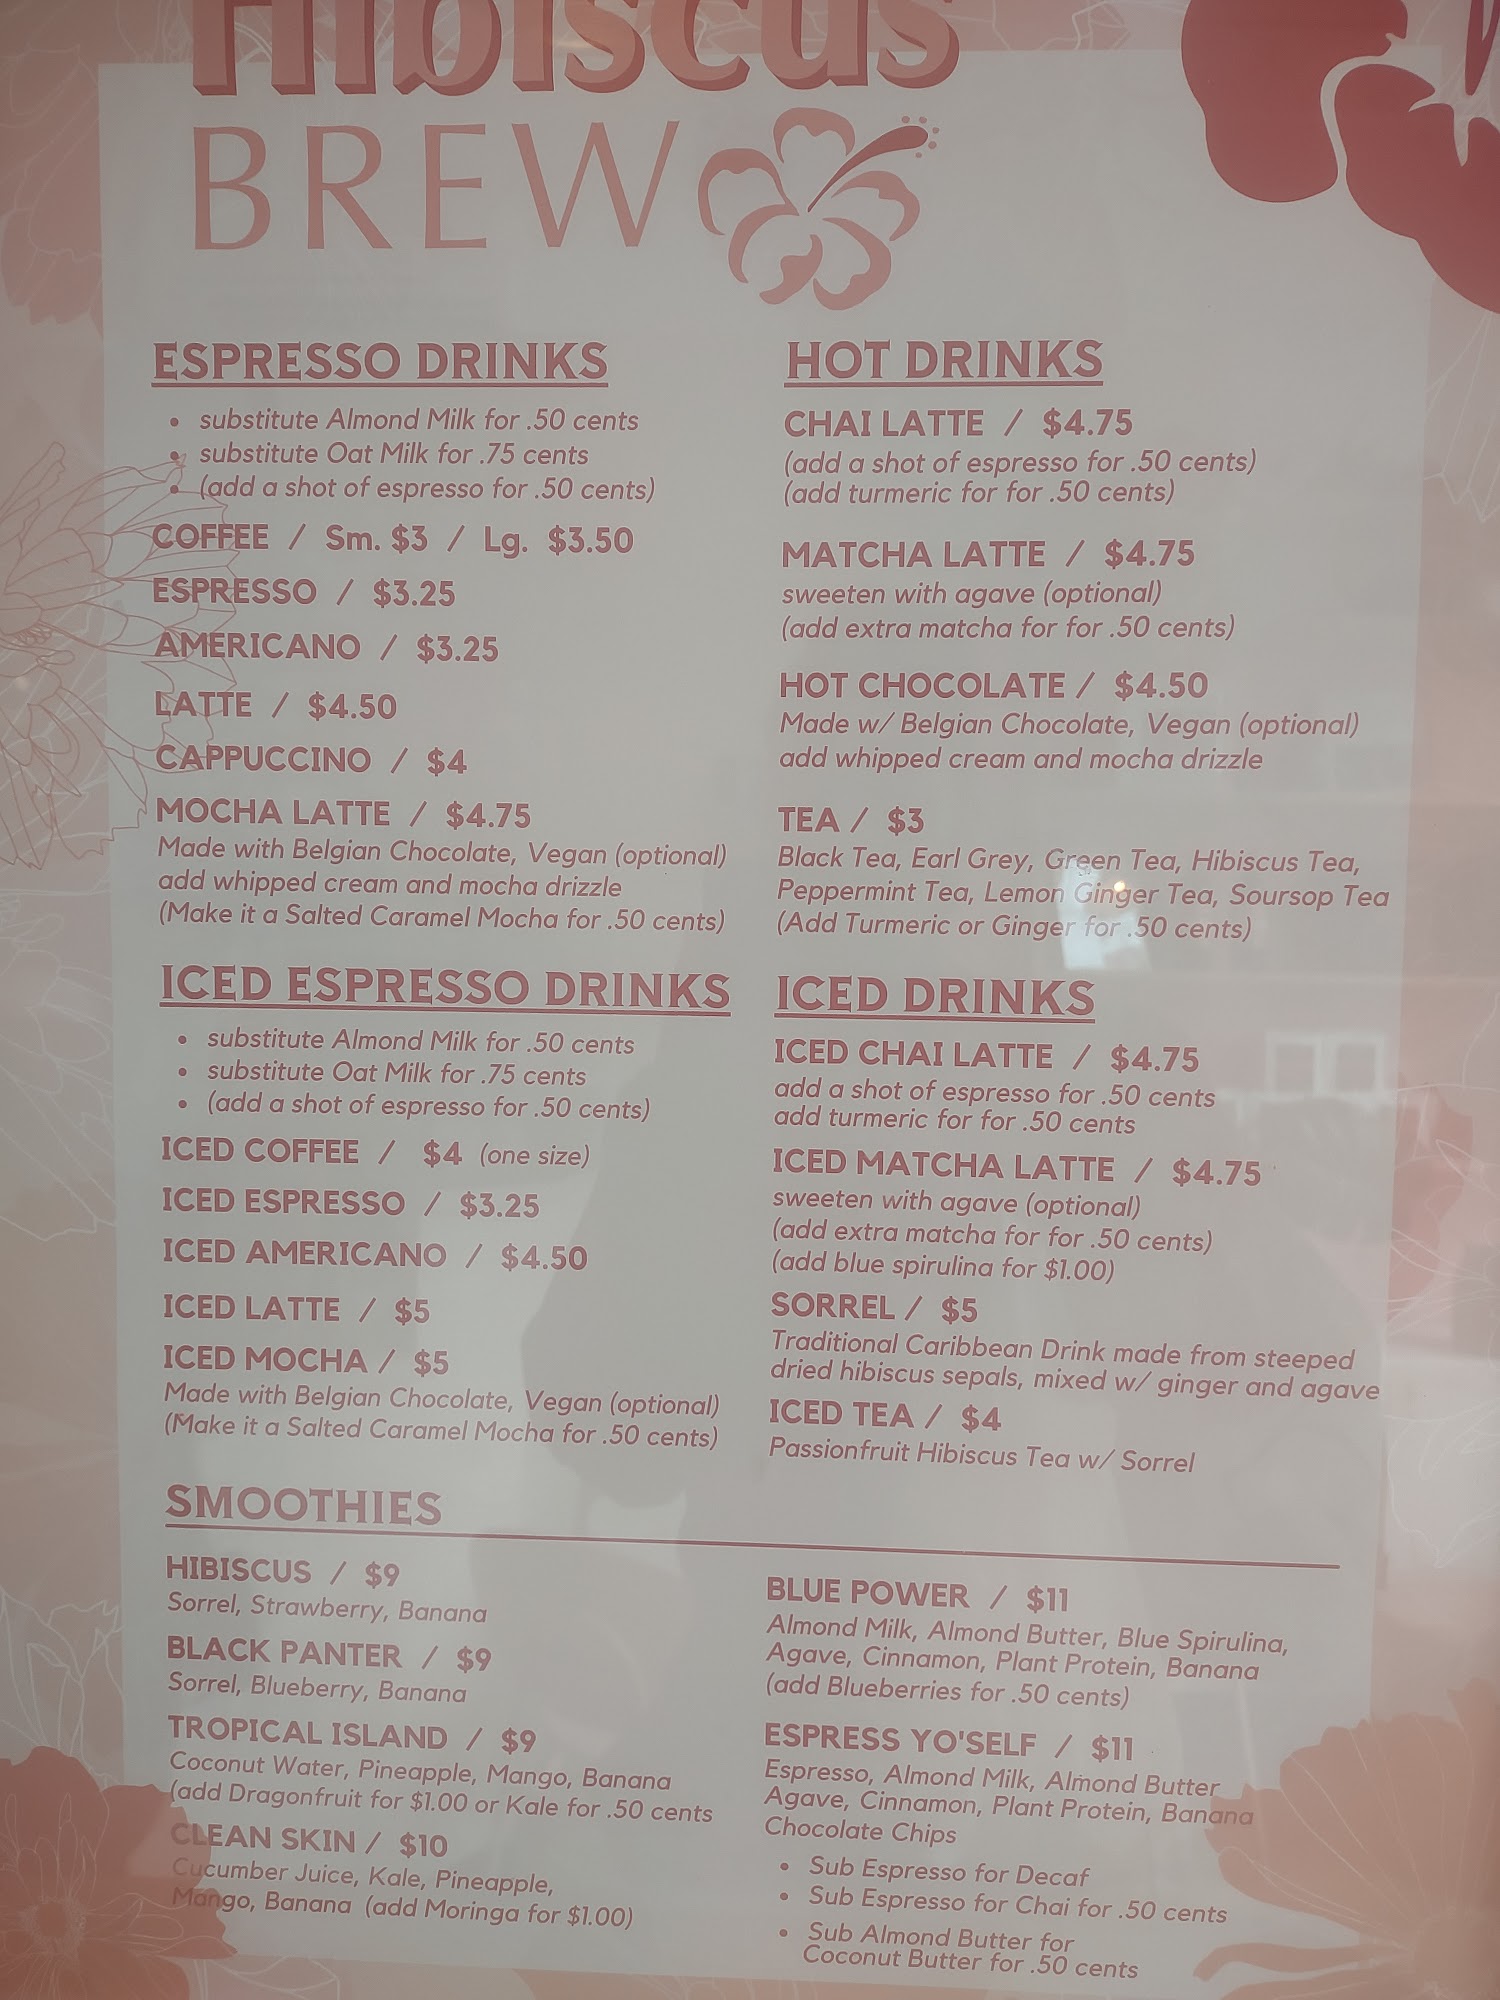 Hibiscus
BREW
ESPRESSO DRINKS
• substitute Almond Milk for .50 cents
• substitute Oat Milk for .75 cents
• (add a shot of espresso for .50 cents)
COFFEE / Sm. $3 / Lg. $3.50
ESPRESSO / $3.25
AMERICANO / $3.25
LATTE / $4.50
CAPPUCCINO / $4
MOCHA LATTE / $4.75
Made with Belgian Chocolate, Vegan (optional)
add whipped cream and mocha drizzle
(Make it a Salted Caramel Mocha for .50 cents)
HOT DRINKS
CHAI LATTE / $4.75
(add a shot of espresso for .50 cents)
(add turmeric for for .50 cents)
MATCHA LATTE / $4.75
sweeten with agave (optional)
(add extra matcha for for .50 cents)
HOT CHOCOLATE / $4.50
Made w/ Belgian Chocolate, Vegan (optional)
add whipped cream and mocha drizzle
TEA / $3
Black Tea, Earl Grey, Green Tea, Hibiscus Tea,
Peppermint Tea, Lemon Ginger Tea, Soursop Tea
(Add Turmeric or Ginger for .50 cents)
ICED ESPRESSO DRINKS
• substitute Almond Milk for .50 cents
• substitute Oat Milk for .75 cents
• (add a shot of espresso for .50 cents)
ICED COFFEE / $4 (one size)
ICED ESPRESSO / $3.25
ICED AMERICANO / $4.50
ICED LATTE / $5
ICED MOCHA / $5
Made with Belgian Chocolate, Vegan (optional)
(Make it a Salted Caramel Mocha for .50 cents)
ICED DRINKS
ICED CHAI LATTE / $4.75
add a shot of espresso for .50 cents
add turmeric for for .50 cents
ICED MATCHA LATTE / $4.75
sweeten with agave (optional)
(add extra matcha for for .50 cents)
(add blue spirulina for $1.00)
SORREL / $5
Traditional Caribbean Drink made from steeped
dried hibiscus sepals, mixed w/ ginger and agave
ICED TEA / $4
Passionfruit Hibiscus Tea w/ Sorrel
SMOOTHIES
HIBISCUS / $9
Sorrel, Strawberry, Banana
BLACK PANTER / $9
Sorrel, Blueberry, Banana
TROPICAL ISLAND / $9
Coconut Water, Pineapple, Mango, Banana
(add Dragonfruit for $1.00 or Kale for .50 cents
CLEAN SKIN / $10
Cucumber Juice, Kale, Pineapple,
Mango, Banana (add Moringa for $1.00)
BLUE POWER / $11
Almond Milk, Almond Butter, Blue Spirulina,
Agave, Cinnamon, Plant Protein, Banana
(add Blueberries for .50 cents)
ESPRESS YO'SELF / $11
Espresso, Almond Milk, Almond Butter
Agave, Cinnamon, Plant Protein, Banana
Chocolate Chips
• Sub Espresso for Decaf
• Sub Espresso for Chai for .50 cents
• Sub Almond Butter for
Coconut Butter for .50 cents